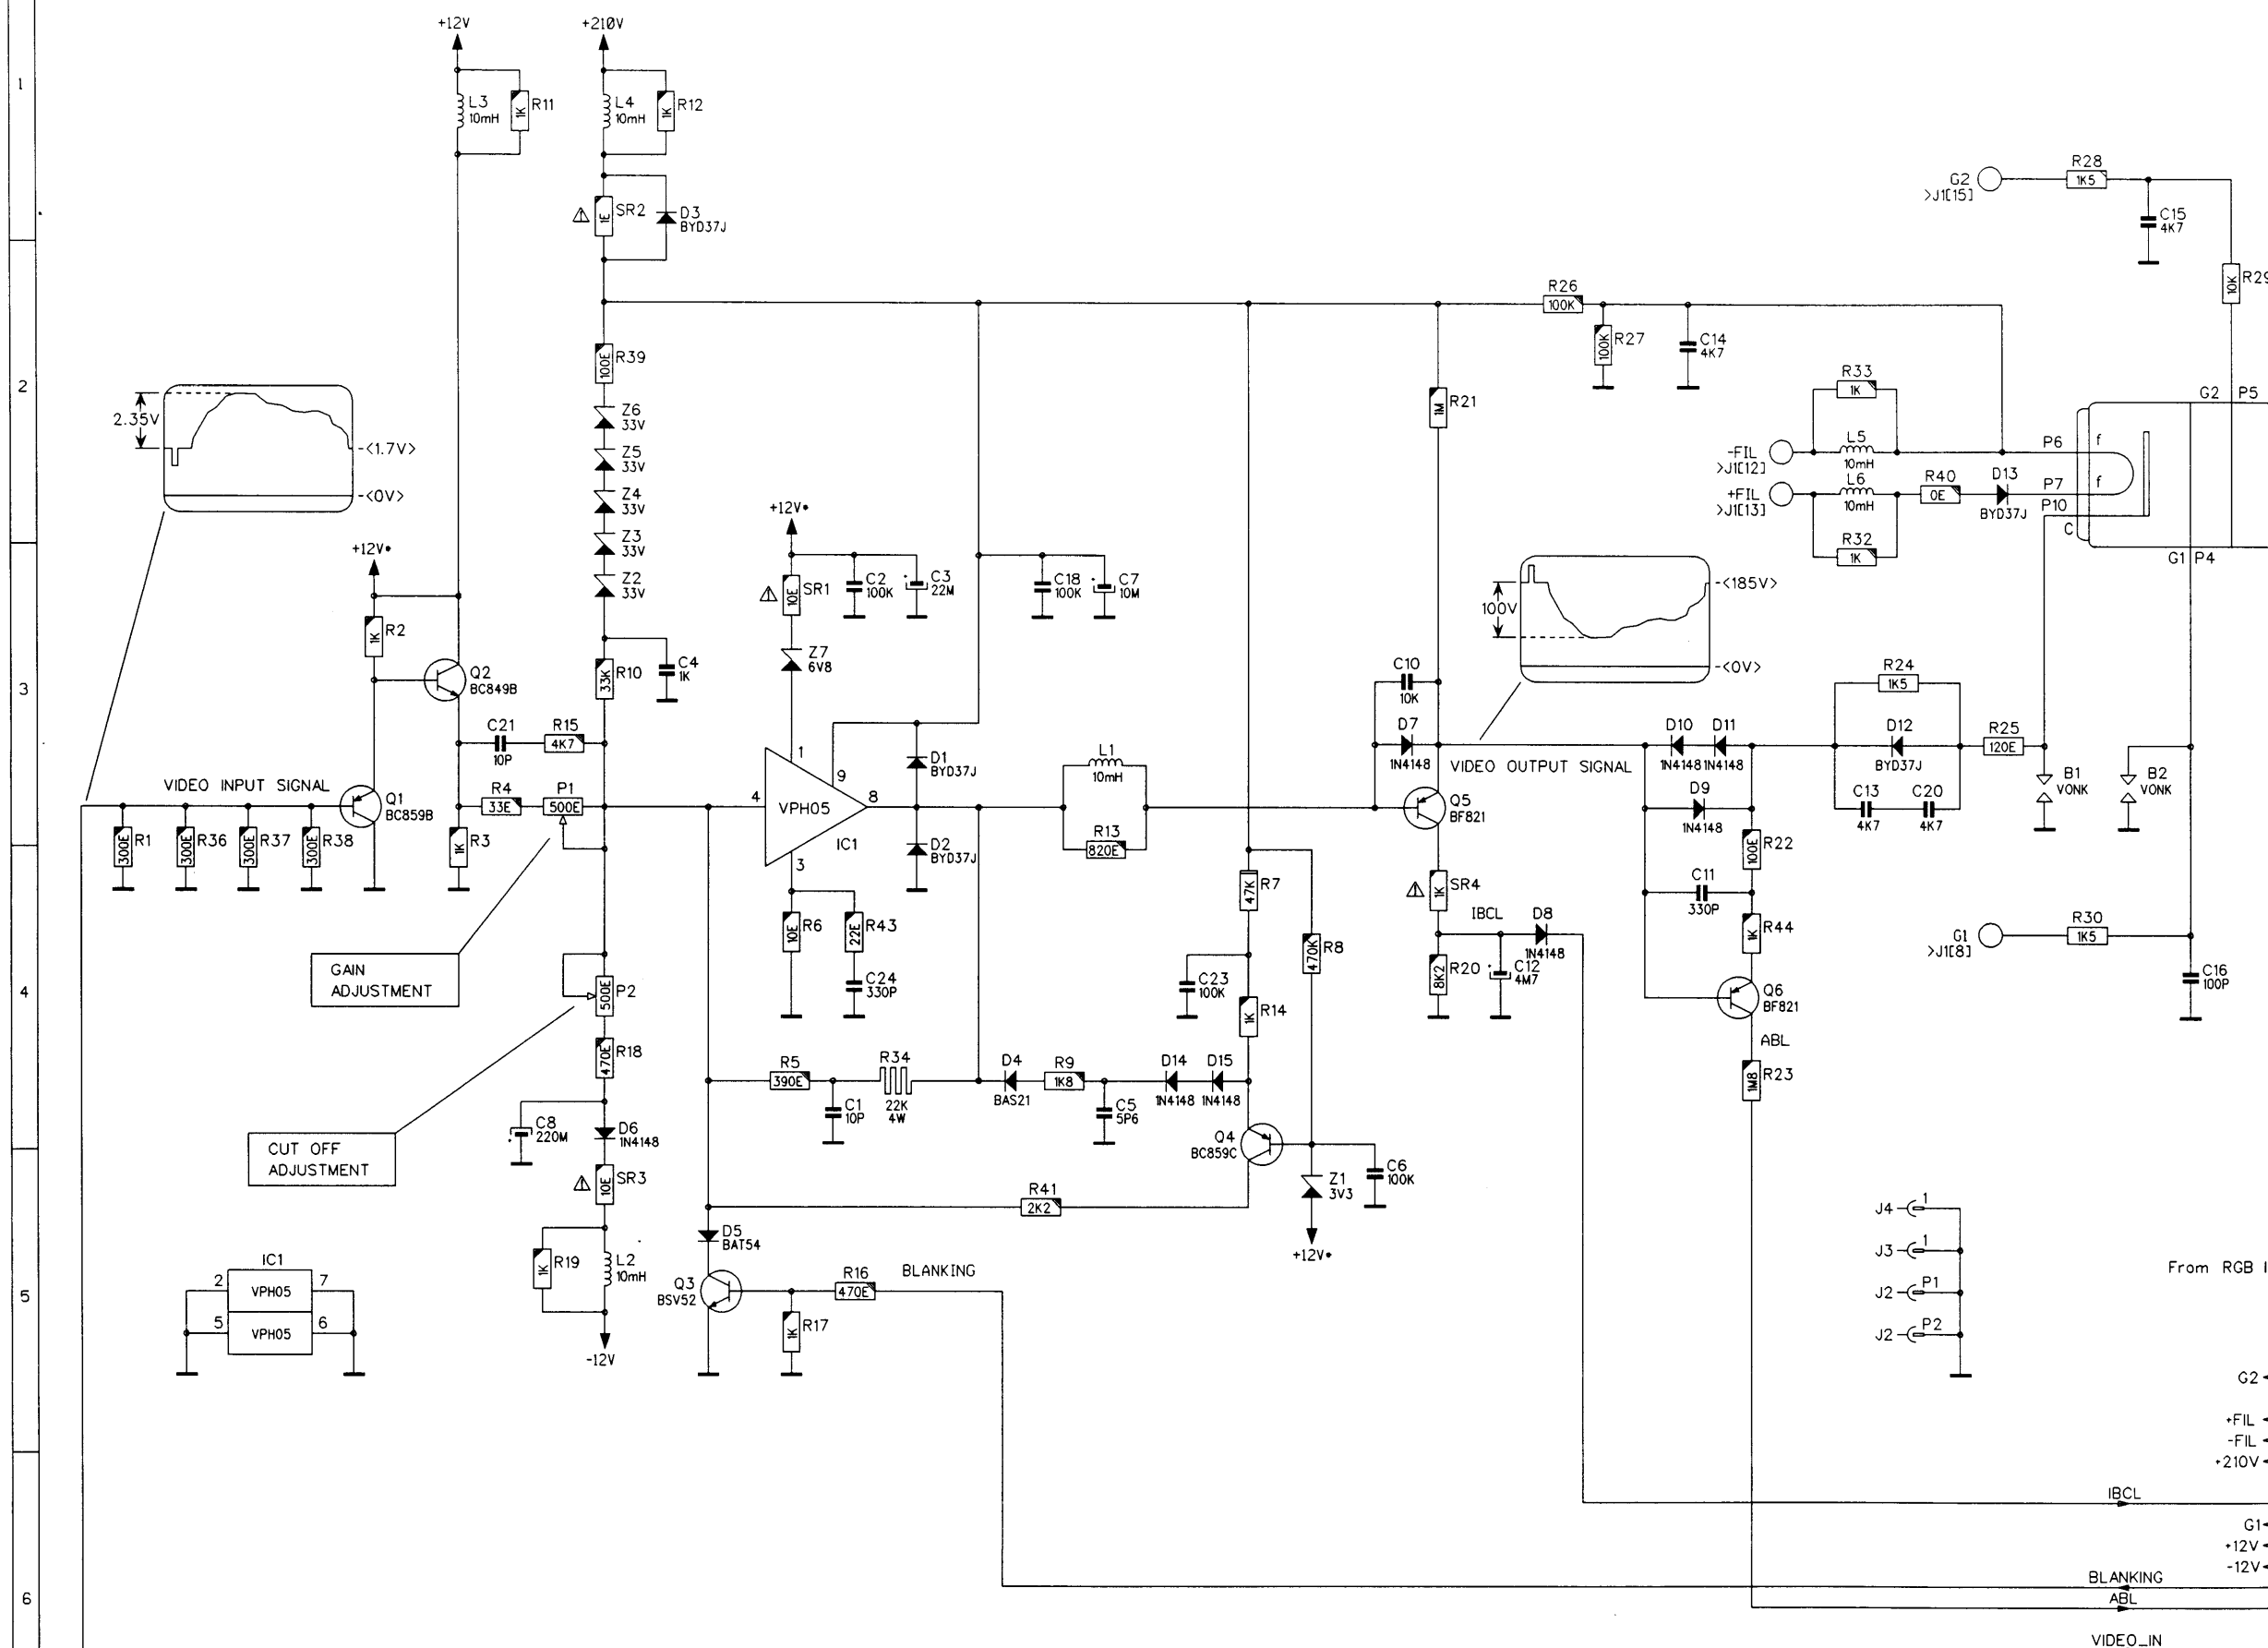 +12V
+210V
1
L3
10mH
1K
R11
L4
10mH
1K
R12
SR2
1E
D3
BYD37J
G2
>J1[15]
R28
1K5
C15
4K7
10K
R29
R26
100K
100K
R27
C14
4K7
2
100E
R39
1M
R21
R33
1K
G2
P5
2.35V
-<1.7V>
-<0V>
Z6
33V
Z5
33V
Z4
33V
Z3
33V
Z2
33V
-FIL
>J1[12]
L5
10mH
P6
f
+FIL
>J1[13]
L6
10mH
R40
0E
D13
BYD37J
P7
f
P10
C
R32
1K
G1
P4
+12V*
+12V*
1K
R2
10E
SR1
C2
100K
C3
22M
C18
100K
C7
10M
100V
-<185V>
-<0V>
3
Q2
BC849B
33K
R10
C4
1K
Z7
6V8
C10
10K
R24
1K5
C21
10P
R15
4K7
1
9
D1
BYD37J
L1
10mH
D7
1N4148
VIDEO OUTPUT SIGNAL
D10
D11
1N4148
1N4148
D12
BYD37J
R25
120E
VIDEO INPUT SIGNAL
Q1
BC859B
R4
33E
P1
500E
4
VPH05
8
IC1
3
Q5
BF821
D9
1N4148
C13
4K7
C20
4K7
B1
VONK
B2
VONK
300E
R1
300E
R36
300E
R37
300E
R38
1K
R3
D2
BYD37J
R13
820E
100E
R22
47K
R7
1K
SR4
C11
330P
1K
R44
GAIN
ADJUSTMENT
10E
R6
22E
R43
470K
R8
IBCL
D8
1N4148
G1
>J1[8]
R30
1K5
4
500E
P2
C24
330P
C23
100K
1K
R14
8K2
R20
C12
4M7
Q6
BF821
C16
100P
470E
R18
R5
390E
R34
22K
4W
C1
10P
D4
BAS21
R9
1K8
C5
5P6
D14
D15
1N4148
1N4148
ABL
1M8
R23
CUT OFF
ADJUSTMENT
C8
220M
D6
1N4148
Q4
BC859C
10E
SR3
Z1
3V3
C6
100K
R41
2K2
J4
1
J3
1
J2
P1
J2
P2
D5
BAT54
+12V*
5
IC1
2
VPH05
7
5
VPH05
6
1K
R19
L2
10mH
-12V
Q3
BSV52
R16
470E
BLANKING
1K
R17
From RGB I
G2
+FIL
-FIL
+210V
IBCL
G1
+12V
-12V
6
BLANKING
ABL
VIDEO_IN